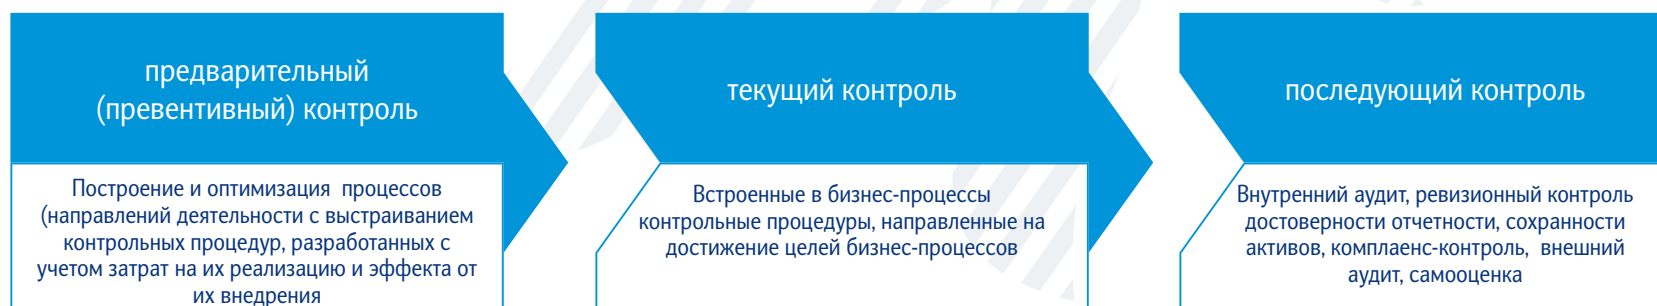 предварительный
(превентивный) контроль
Построение и оптимизация процессов
(направлений деятельности с выстраиванием
контрольных процедур, разработанных с
учетом затрат на их реализацию и эффекта от
их внедрения
текущий контроль
Встроенные в бизнес-процессы
контрольные процедуры, направленные на
достижение целей бизнес-процессов
последующий контроль
Внутренний аудит, ревизионный контроль
достоверности отчетности, сохранности
активов, комплаенс-контроль, внешний
аудит, самооценка